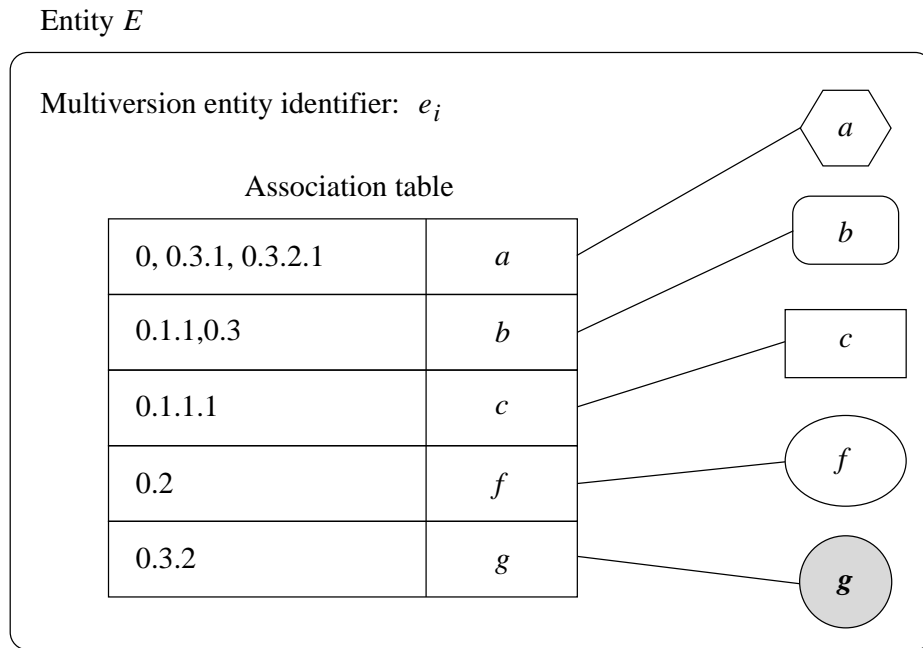 Entity E
Multiversion entity identifier: e_i
Association table
0, 0.3.1, 0.3.2.1 a
0.1.1,0.3 b
0.1.1.1 c
0.2 f
0.3.2 g
a
b
c
f
g